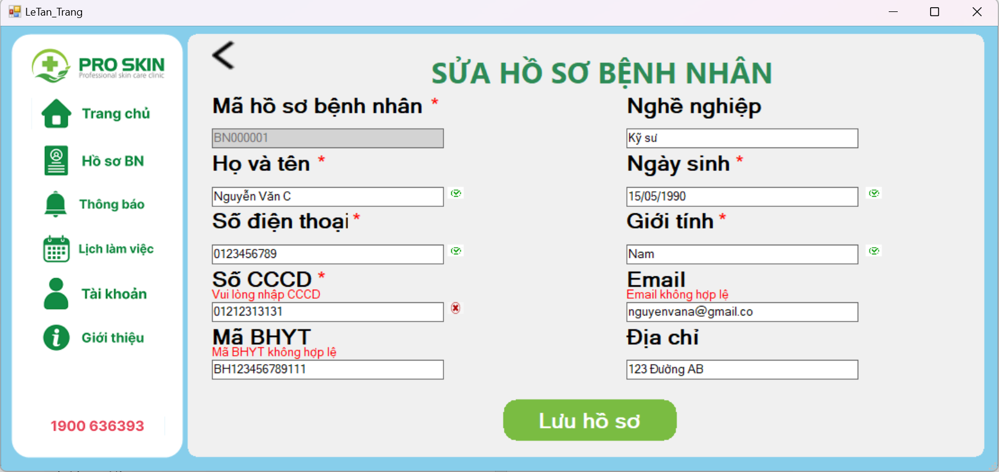 LeTan_Trang
PRO SKIN
Professional skin care clinic
Trang chủ
Hồ sơ BN
Thông báo
Lịch làm việc
Tài khoản
Giới thiệu
1900 636393
SỬA HỒ SƠ BỆNH NHÂN
Mã hồ sơ bệnh nhân *
BN000001
Họ và tên *
Nguyễn Văn C
Số điện thoại *
0123456789
Số CCCD *
Vui lòng nhập CCCD
01212313131
Mã BHYT
Mã BHYT không hợp lệ
BH123456789111
Nghề nghiệp
Kỹ sư
Ngày sinh *
15/05/1990
Giới tính *
Nam
Email
Email không hợp lệ
nguyenvana@gmail.co
Địa chỉ
123 Đường AB
Lưu hồ sơ